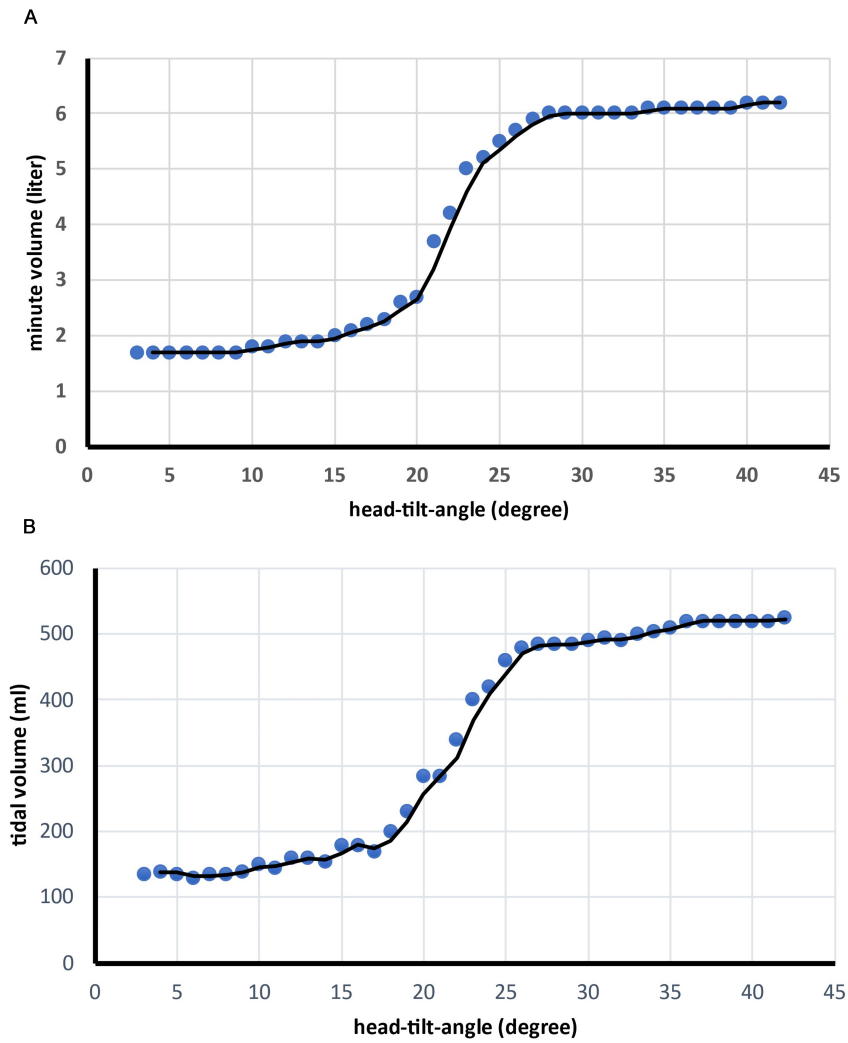 A
7
6
5
4
3
2
1
0
minute volume (liter)
0 5 10 15 20 25 30 35 40 45
head-tilt-angle (degree)
B
600
500
400
300
200
100
0
tidal volume (ml)
0 5 10 15 20 25 30 35 40 45
head-tilt-angle (degree)